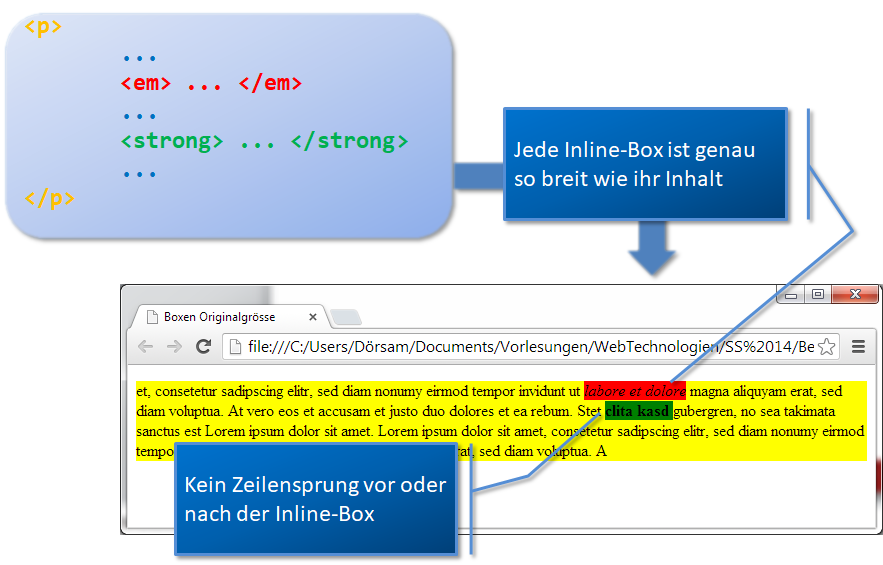 <p>
...
<em> ... </em>
...
<strong> ... </strong>
...
</p>
Jede Inline-Box ist genau
so breit wie ihr Inhalt
Boxen Originalgrösse
file:///C:/Users/Dörsam/Documents/Vorlesungen/WebTechnologien/SS%2014/Be
et, consetetur sadipscing elitr, sed diam nonumy eirmod tempor invidunt ut labore et dolore magna aliquyam erat, sed
diam voluptua. At vero eos et accusam et justo duo dolores et ea rebum. Stet clita kasd gubergren, no sea takimata
sanctus est Lorem ipsum dolor sit amet. Lorem ipsum dolor sit amet, consetetur sadipscing elitr, sed diam nonumy eirmod
sed diam voluptua. A
Kein Zeilensprung vor oder
nach der Inline-Box